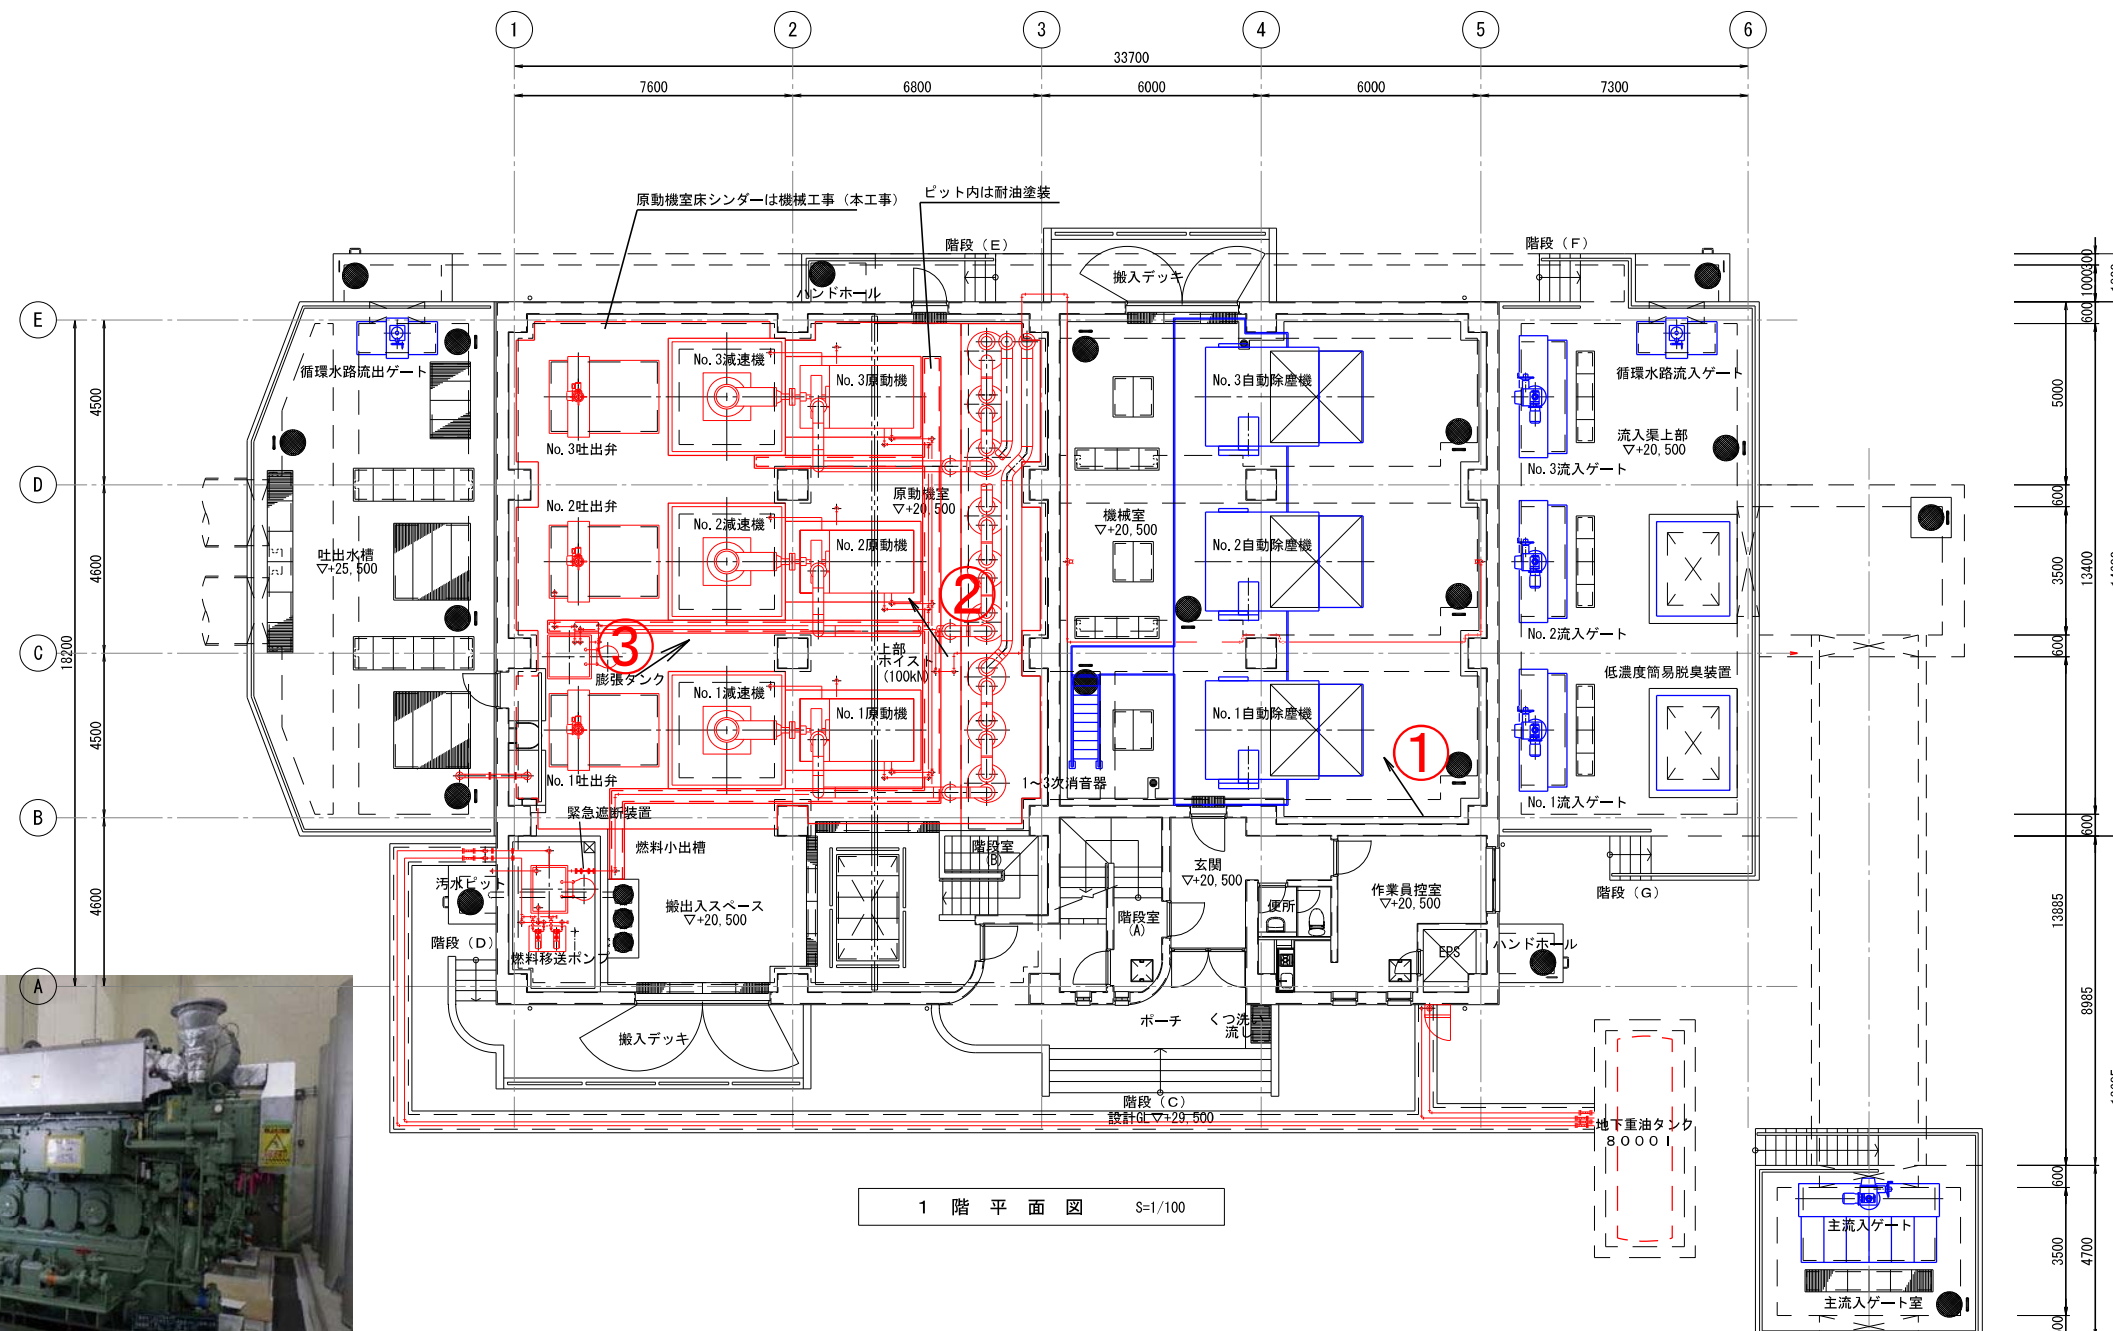 1
2
3
4
5
6
33700
7600
6800
6000
6000
7300
原動機室床シンダーは機械工事（本工事）
ピット内は耐油塗装
階段（E）
階段（F）
搬入デッキ
ハンドホール
E
D
C
B
A
4500
4600
4500
4600
18200
循環水路流出ゲート
No.3減速機
No.3原動機
No.3自動除塵機
循環水路流入ゲート
No.3吐出弁
流入渠上部
▽+20,500
No.3流入ゲート
No.2吐出弁
No.2減速機
原動機室
▽+20,500
No.2原動機
機械室
▽+20,500
No.2自動除塵機
吐出水槽
▽+25,500
②
③
No.2流入ゲート
上部
ホイスト
(100kN)
膨張タンク
低濃度簡易脱臭装置
No.1減速機
No.1原動機
No.1自動除塵機
①
No.1吐出弁
1～3次消音器
No.1流入ゲート
緊急遮断装置
燃料小出槽
階段室
(B)
玄関
▽+20,500
汚水ピット
搬出入スペース
▽+20,500
階段室
(A)
便所
作業員控室
▽+20,500
階段（G）
階段（D）
燃料移送ポンプ
EPS
ハンドホール
搬入デッキ
ポーチ
くつ洗い
流し
階段（C）
設計GL▽+29,500
地下重油タンク
8000l
1階平面図 S=1/100
主流入ゲート
主流入ゲート室
300
1000
600
5000
600
3500
13400
600
600
13885
8985
600
3500
4700